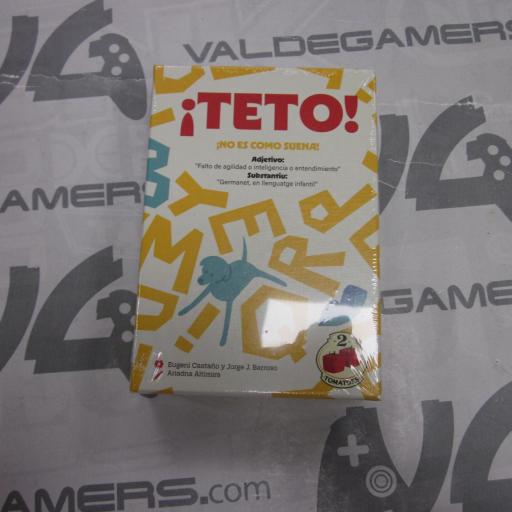 VALDEGAMERS
¡TETO!
¡NO ES COMO SUENA!
Adjetivo:
"Falto de agilidad o inteligencia o entendimiento"
Substantiu:
"Germanet, en llenguatge infantil"
GAMERS
GAMERS
2
TOMATOES
Eugeni Castaño y Jorge J. Barroso
Ariadna Altimira
GAMERS.com